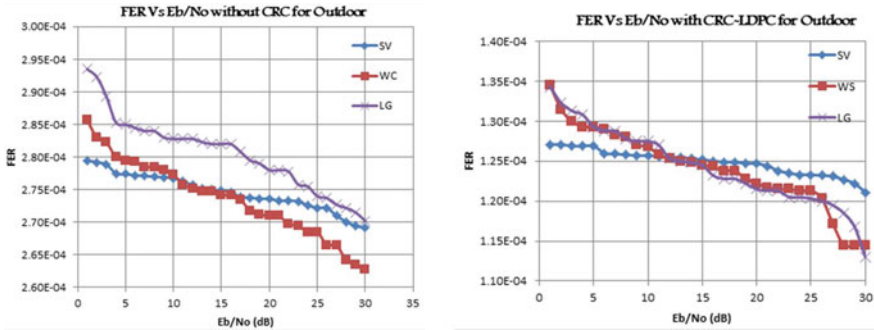 FER Vs Eb/No without CRC for Outdoor
3.00E-04
2.95E-04
2.90E-04
2.85E-04
2.80E-04
2.75E-04
2.70E-04
2.65E-04
2.60E-04
FER
0 5 10 15 20 25 30 35
Eb/No (dB)
SV
WC
LG
FER Vs Eb/No with CRC-LDPC for Outdoor
1.40E-04
1.35E-04
1.30E-04
1.25E-04
1.20E-04
1.15E-04
1.10E-04
FER
0 5 10 15 20 25 30
Eb/No (dB)
SV
WS
LG